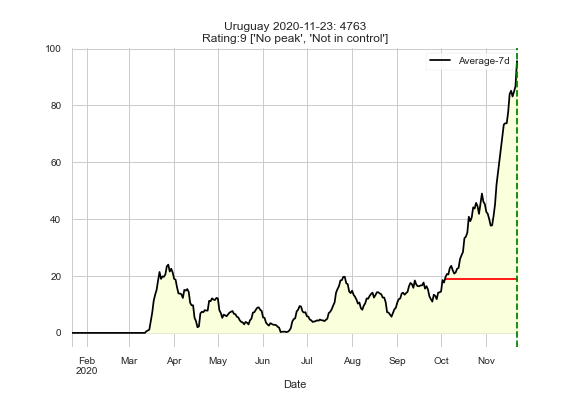 Uruguay 2020-11-23: 4763
Rating:9 ['No peak', 'Not in control']
Average-7d
100
80
60
40
20
0
Feb Mar Apr May Jun Jul Aug Sep Oct Nov
2020
Date